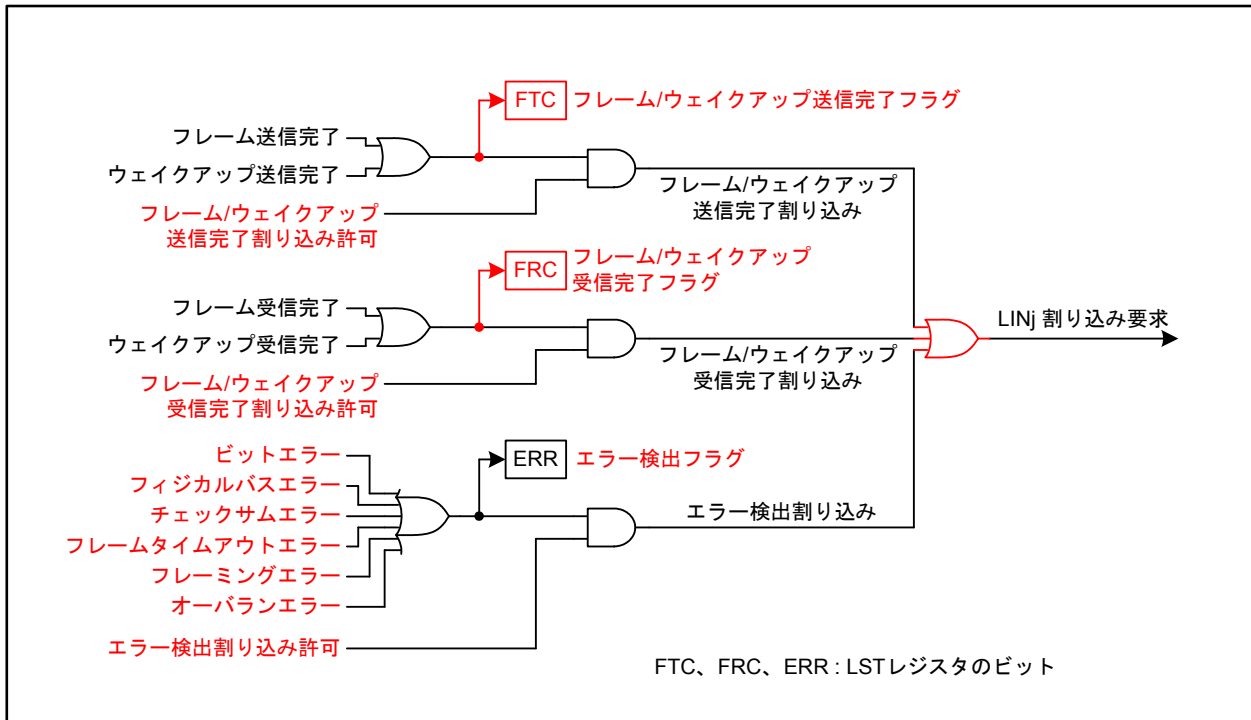 FTC フレーム/ウェイクアップ送信完了フラグ
フレーム送信完了
ウェイクアップ送信完了
フレーム/ウェイクアップ
送信完了割り込み許可
フレーム/ウェイクアップ
送信完了割り込み
FRC
フレーム/ウェイクアップ
受信完了フラグ
フレーム受信完了
ウェイクアップ受信完了
フレーム/ウェイクアップ
受信完了割り込み許可
フレーム/ウェイクアップ
受信完了割り込み
LINj 割り込み要求
ERR エラー検出フラグ
ビットエラー
フィジカルバスエラー
チェックサムエラー
フレームタイムアウトエラー
フレーミングエラー
オーバランエラー
エラー検出割り込み許可
エラー検出割り込み
FTC、FRC、ERR : LSTレジスタのビット